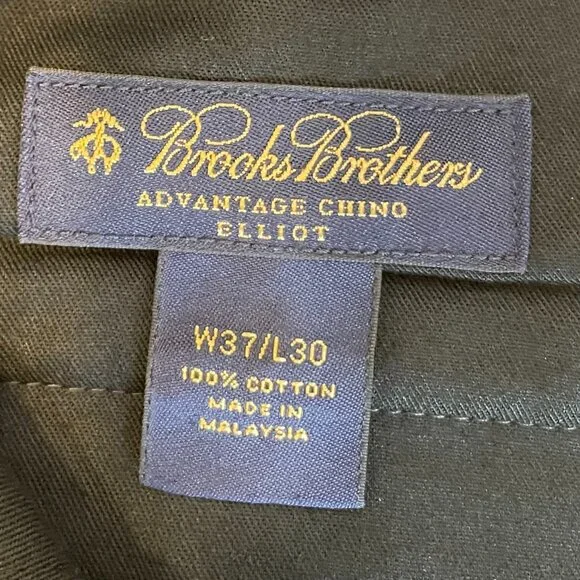 Brooks Brothers
ADVANTAGE CHINO
ELLIOT
W37/L30
100% COTTON
MADE IN
MALAYSIA